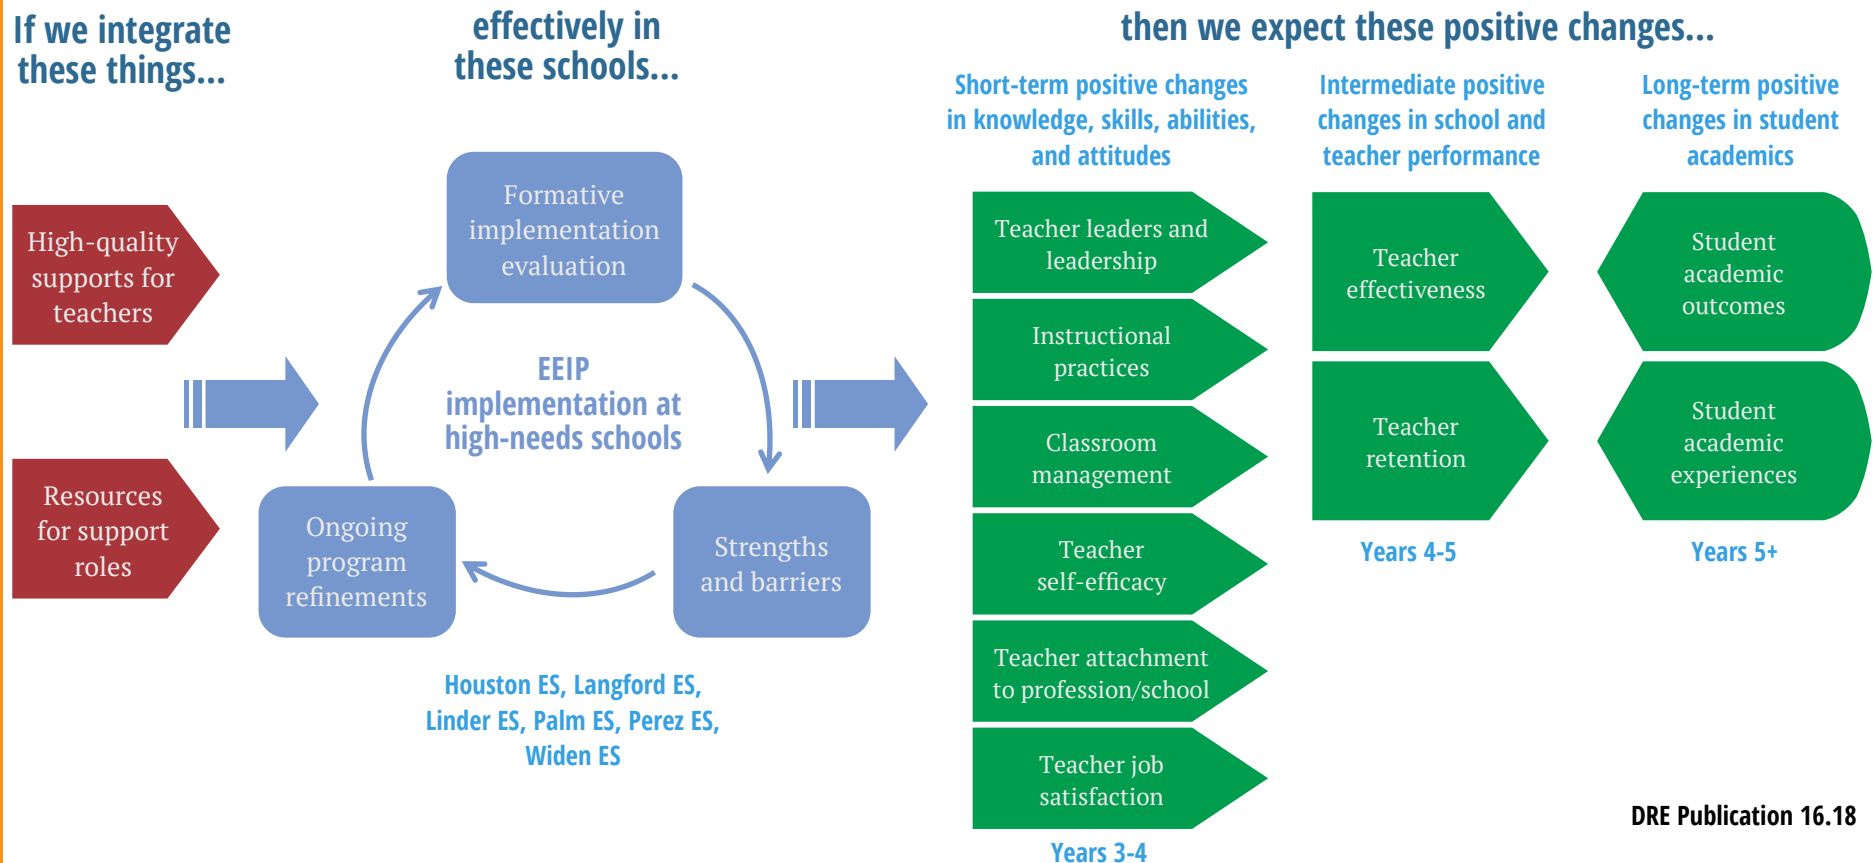 If we integrate
these things...
effectively in
these schools...
then we expect these positive changes...
Short-term positive changes
in knowledge, skills, abilities,
and attitudes
Intermediate positive
changes in school and
teacher performance
Long-term positive
changes in student
academics
High-quality
supports for
teachers
Resources
for support
roles
Formative
implementation
evaluation
EEIP
implementation at
high-needs schools
Ongoing
program
refinements
Strengths
and barriers
Houston ES, Langford ES,
Linder ES, Palm ES, Perez ES,
Widen ES
Teacher leaders and
leadership
Instructional
practices
Classroom
management
Teacher
self-efficacy
Teacher attachment
to profession/school
Teacher job
satisfaction
Years 3-4
Teacher
effectiveness
Teacher
retention
Years 4-5
Student
academic
outcomes
Student
academic
experiences
Years 5+
DRE Publication 16.18